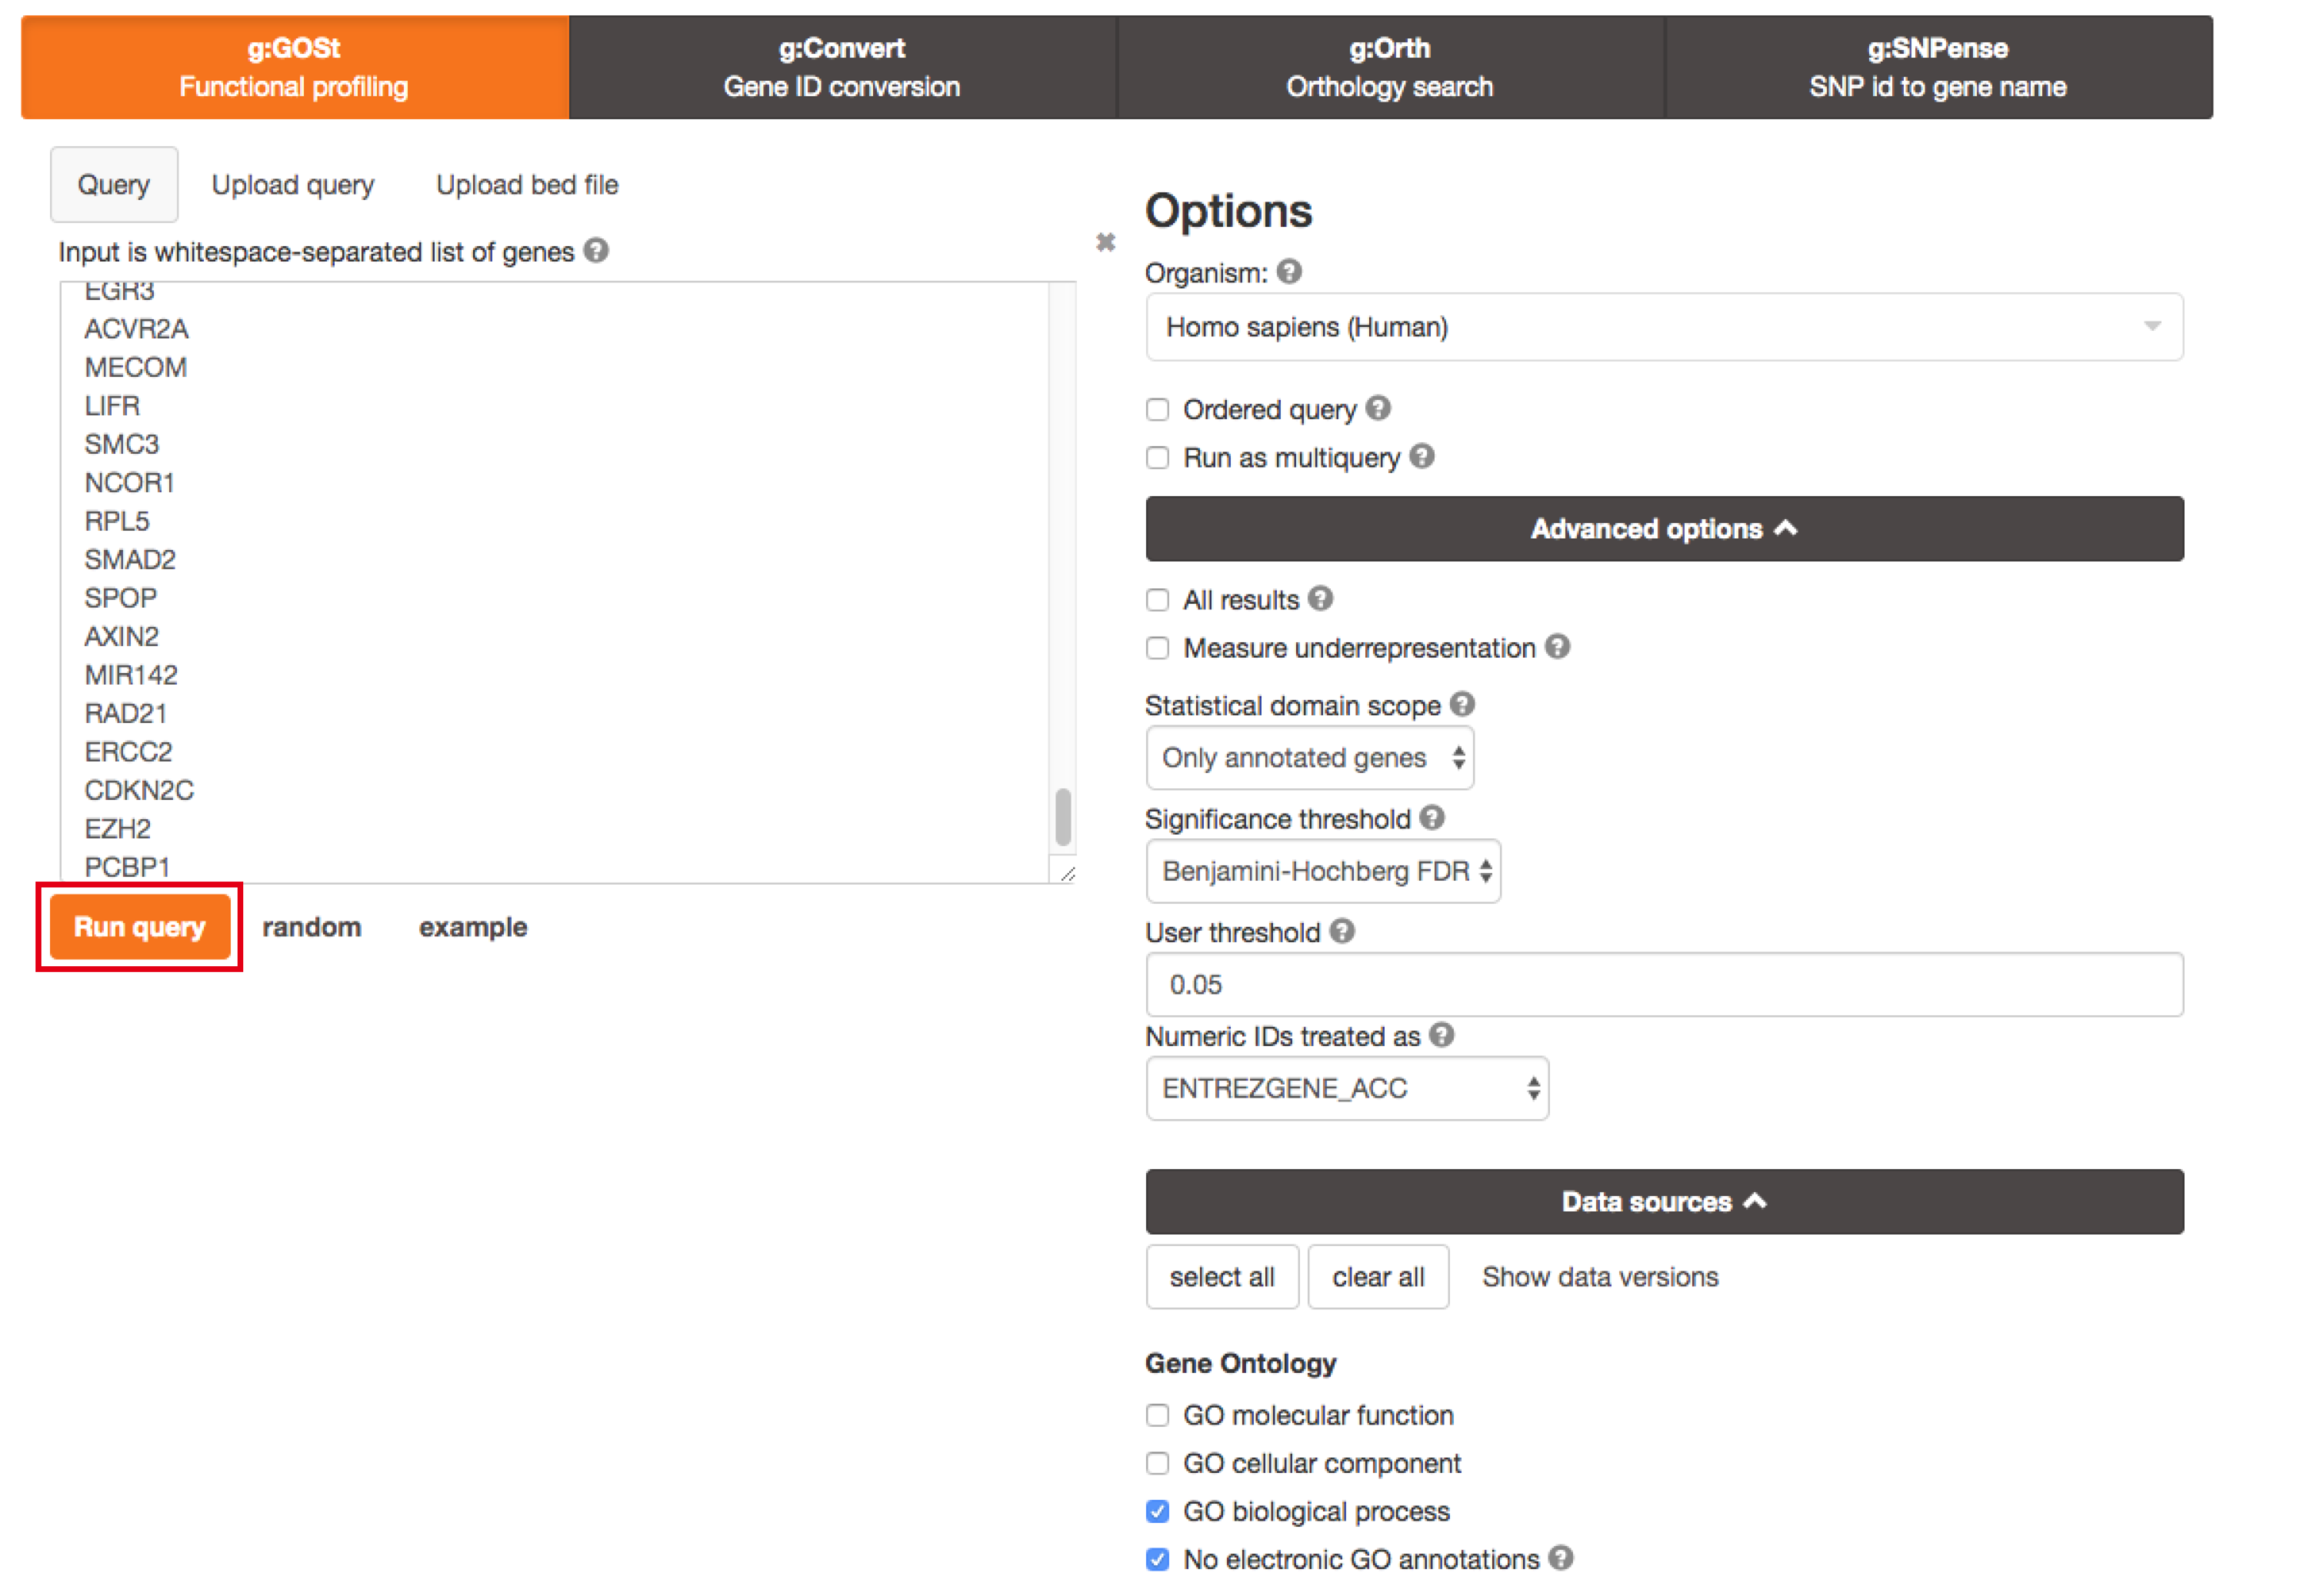 g:GOSt
Functional profiling
g:Convert
Gene ID conversion
g:Orth
Orthology search
g:SNPense
SNP id to gene name
Query
Upload query
Upload bed file
Input is whitespace-separated list of genes ?
EGR3
ACVR2A
MECOM
LIFR
SMC3
NCOR1
RPL5
SMAD2
SPOP
AXIN2
MIR142
RAD21
ERCC2
CDKN2C
EZH2
PCBP1
Run query
random
example
Options
Organism: ?
Homo sapiens (Human)
Ordered query ?
Run as multiquery ?
Advanced options
All results ?
Measure underrepresentation ?
Statistical domain scope ?
Only annotated genes
Significance threshold ?
Benjamini-Hochberg FDR
User threshold ?
0.05
Numeric IDs treated as ?
ENTREZGENE_ACC
Data sources
select all
clear all
Show data versions
Gene Ontology
GO molecular function
GO cellular component
GO biological process
No electronic GO annotations ?